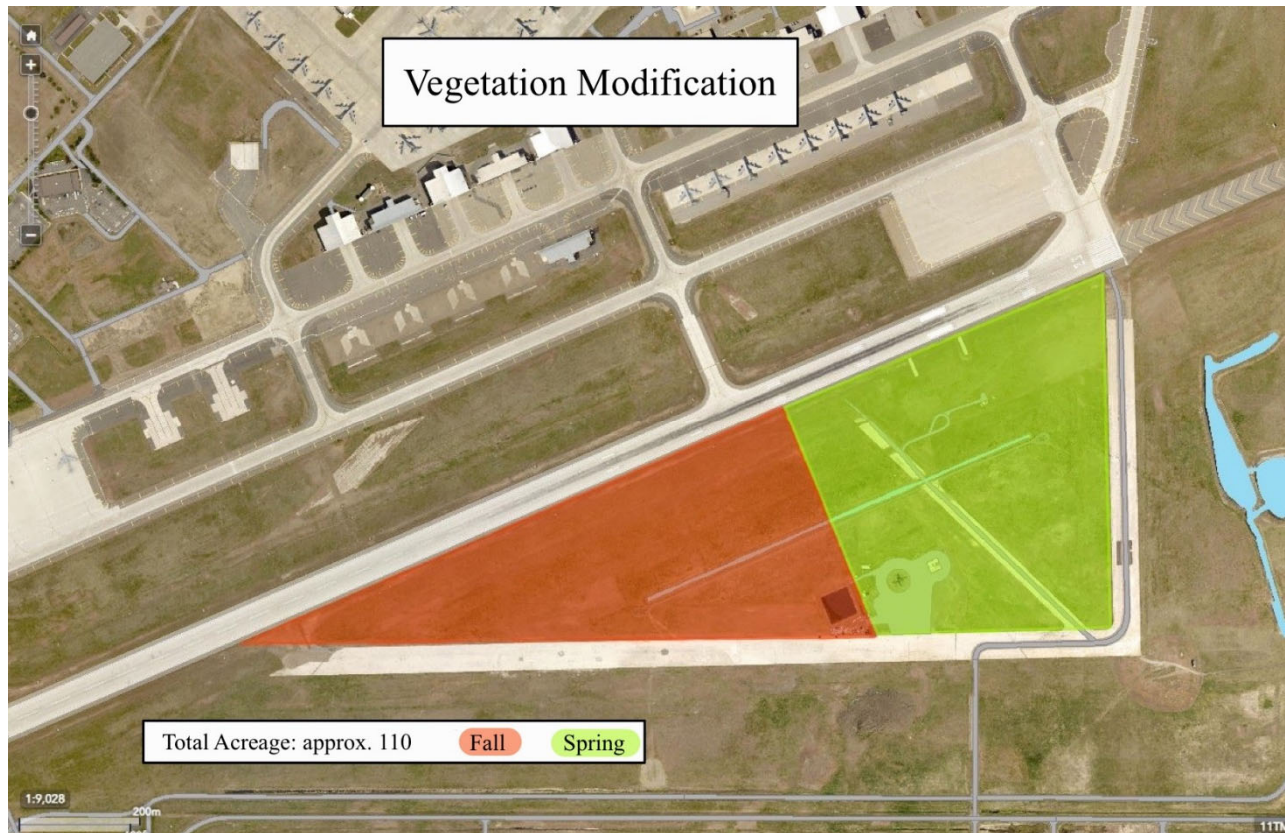 Vegetation Modification
Total Acreage: approx. 110 Fall Spring
1:9,028
200m